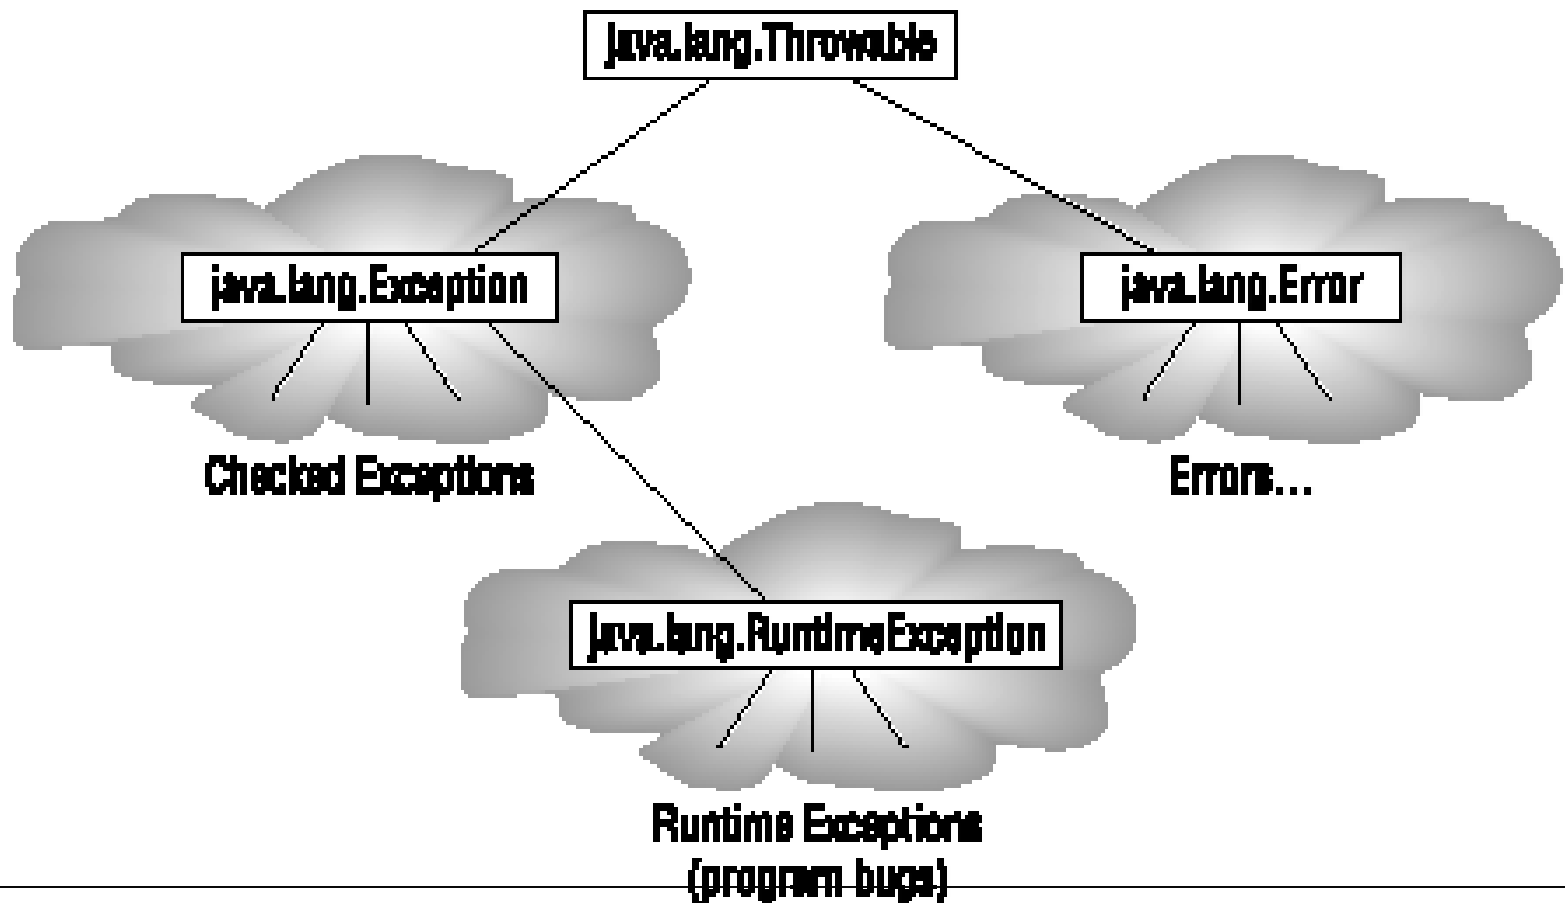 java.lang.Throwable
java.lang.Exception
java.lang.Error
Checked Exceptions
Errors...
java.lang.RuntimeException
Runtime Exceptions
(program bugs)